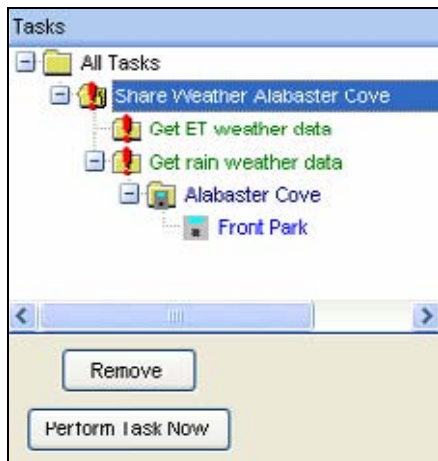 Tasks
All Tasks
Share Weather Alabaster Cove
Get ET weather data
Get rain weather data
Alabaster Cove
Front Park
Remove
Perform Task Now